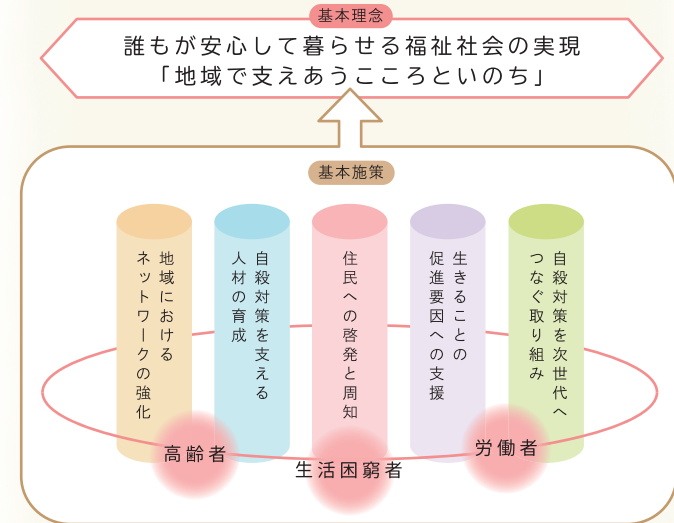 基本理念
誰もが安心して暮らせる福祉社会の実現
「地域で支えあうこころといのち」
基本施策
地域における
ネットワークの強化
自殺対策を支える
人材の育成
住民への啓発と周知
生きることの
促進要因への支援
自殺対策を次世代へ
つなぐ取り組み
高齢者
生活困窮者
労働者